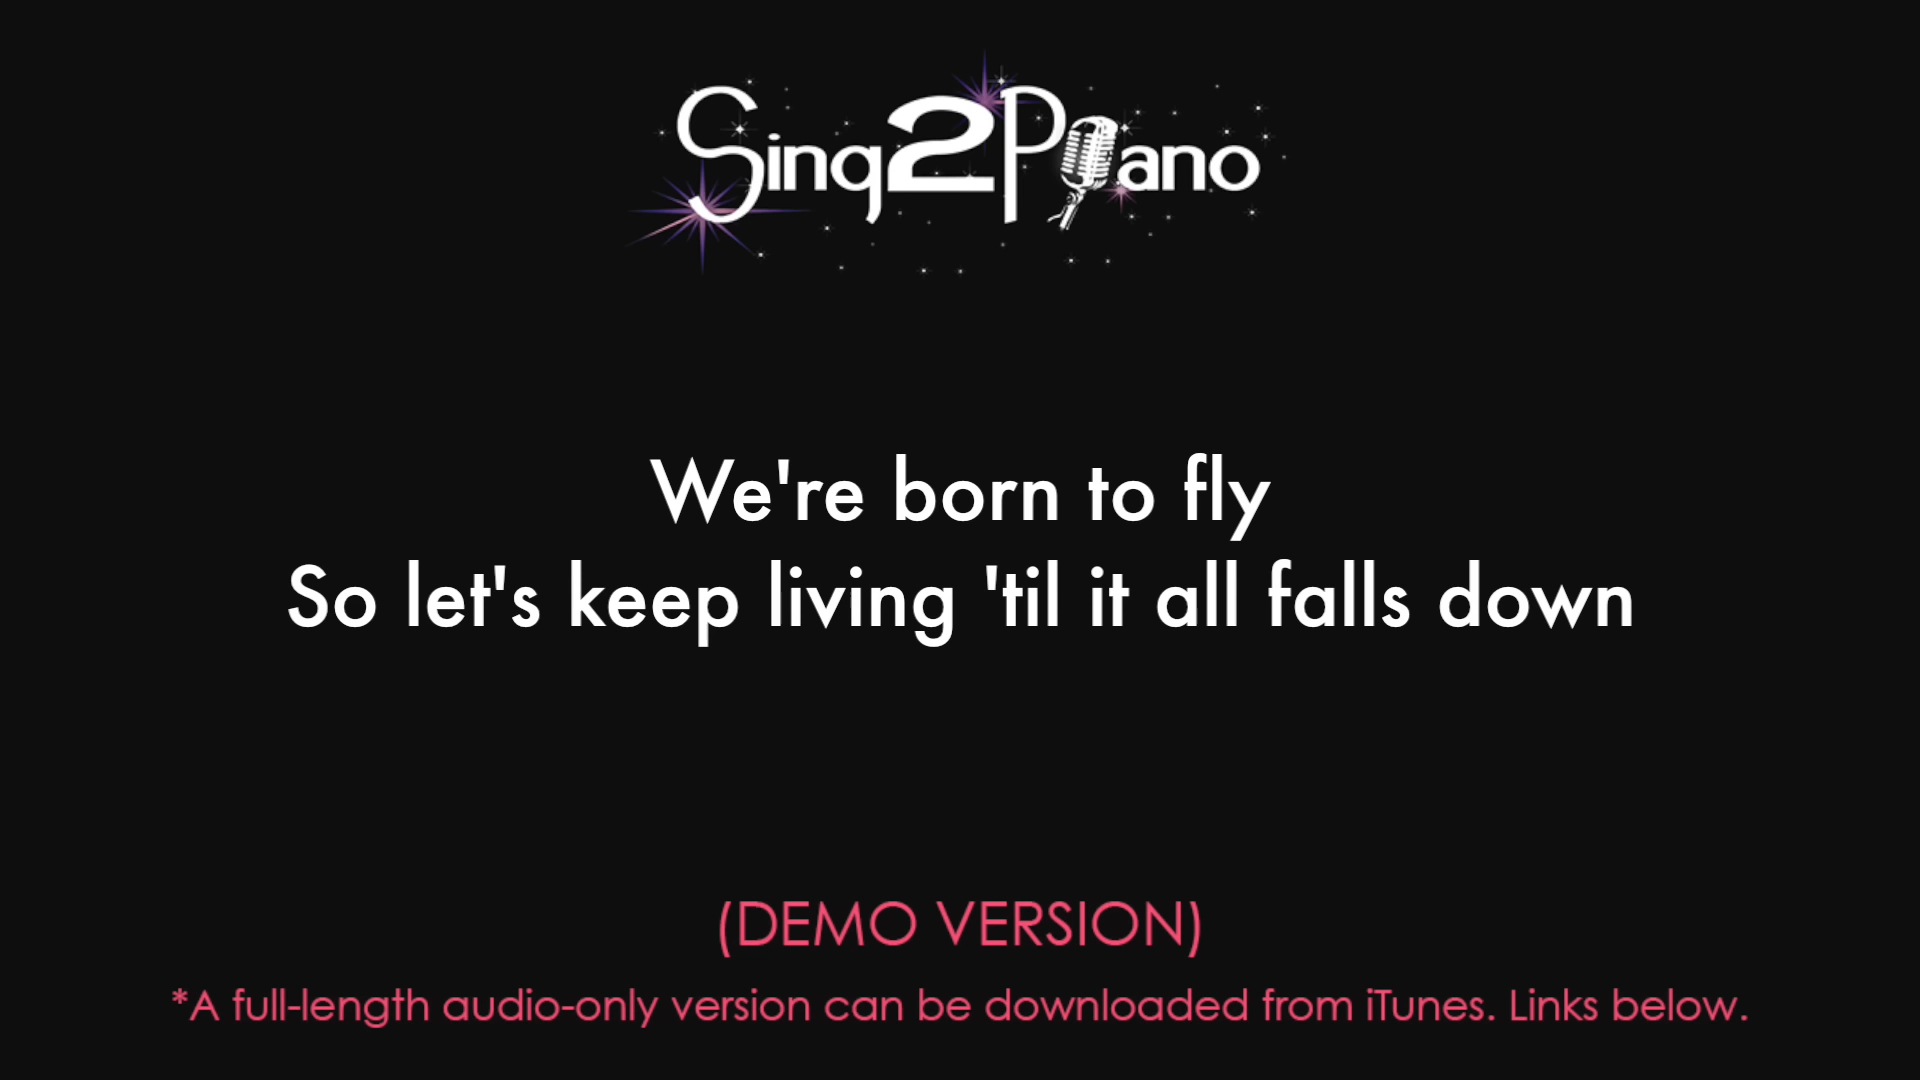 Sing2Piano
We're born to fly
So let's keep living 'til it all falls down
(DEMO VERSION)
*A full-length audio-only version can be downloaded from iTunes. Links below.